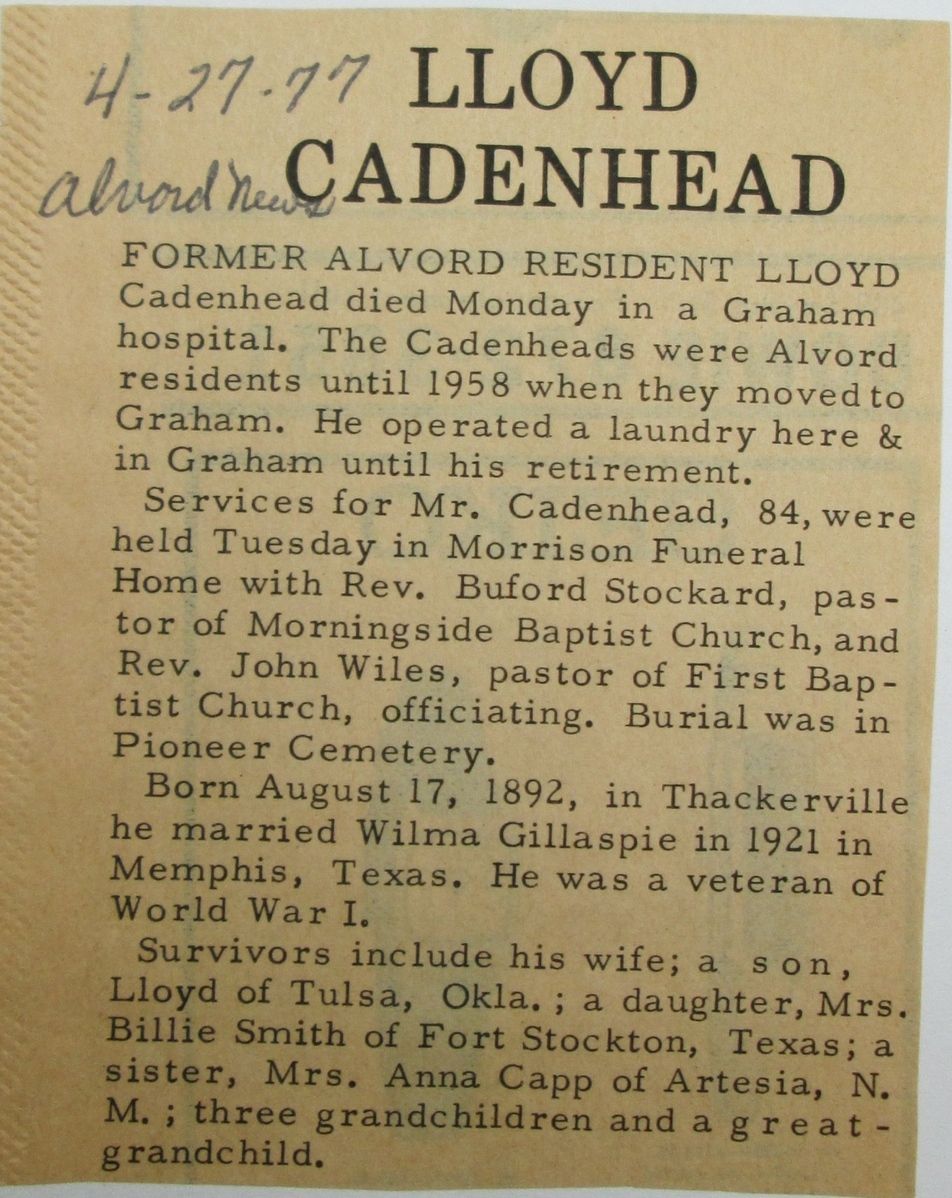 4-27-77 LLOYD
Alvord News CADENHEAD
FORMER ALVORD RESIDENT LLOYD
Cadenhead died Monday in a Graham
hospital. The Cadenheads were Alvord
residents until 1958 when they moved to
Graham. He operated a laundry here &
in Graham until his retirement.
Services for Mr. Cadenhead, 84, were
held Tuesday in Morrison Funeral
Home with Rev. Buford Stockard, pas-
tor of Morningside Baptist Church, and
Rev. John Wiles, pastor of First Bap-
tist Church, officiating. Burial was in
Pioneer Cemetery.
Born August 17, 1892, in Thackerville
he married Wilma Gillaspie in 1921 in
Memphis, Texas. He was a veteran of
World War I.
Survivors include his wife; a son,
Lloyd of Tulsa, Okla.; a daughter, Mrs.
Billie Smith of Fort Stockton, Texas; a
sister, Mrs. Anna Capp of Artesia, N.
M.; three grandchildren and a great-
grandchild.